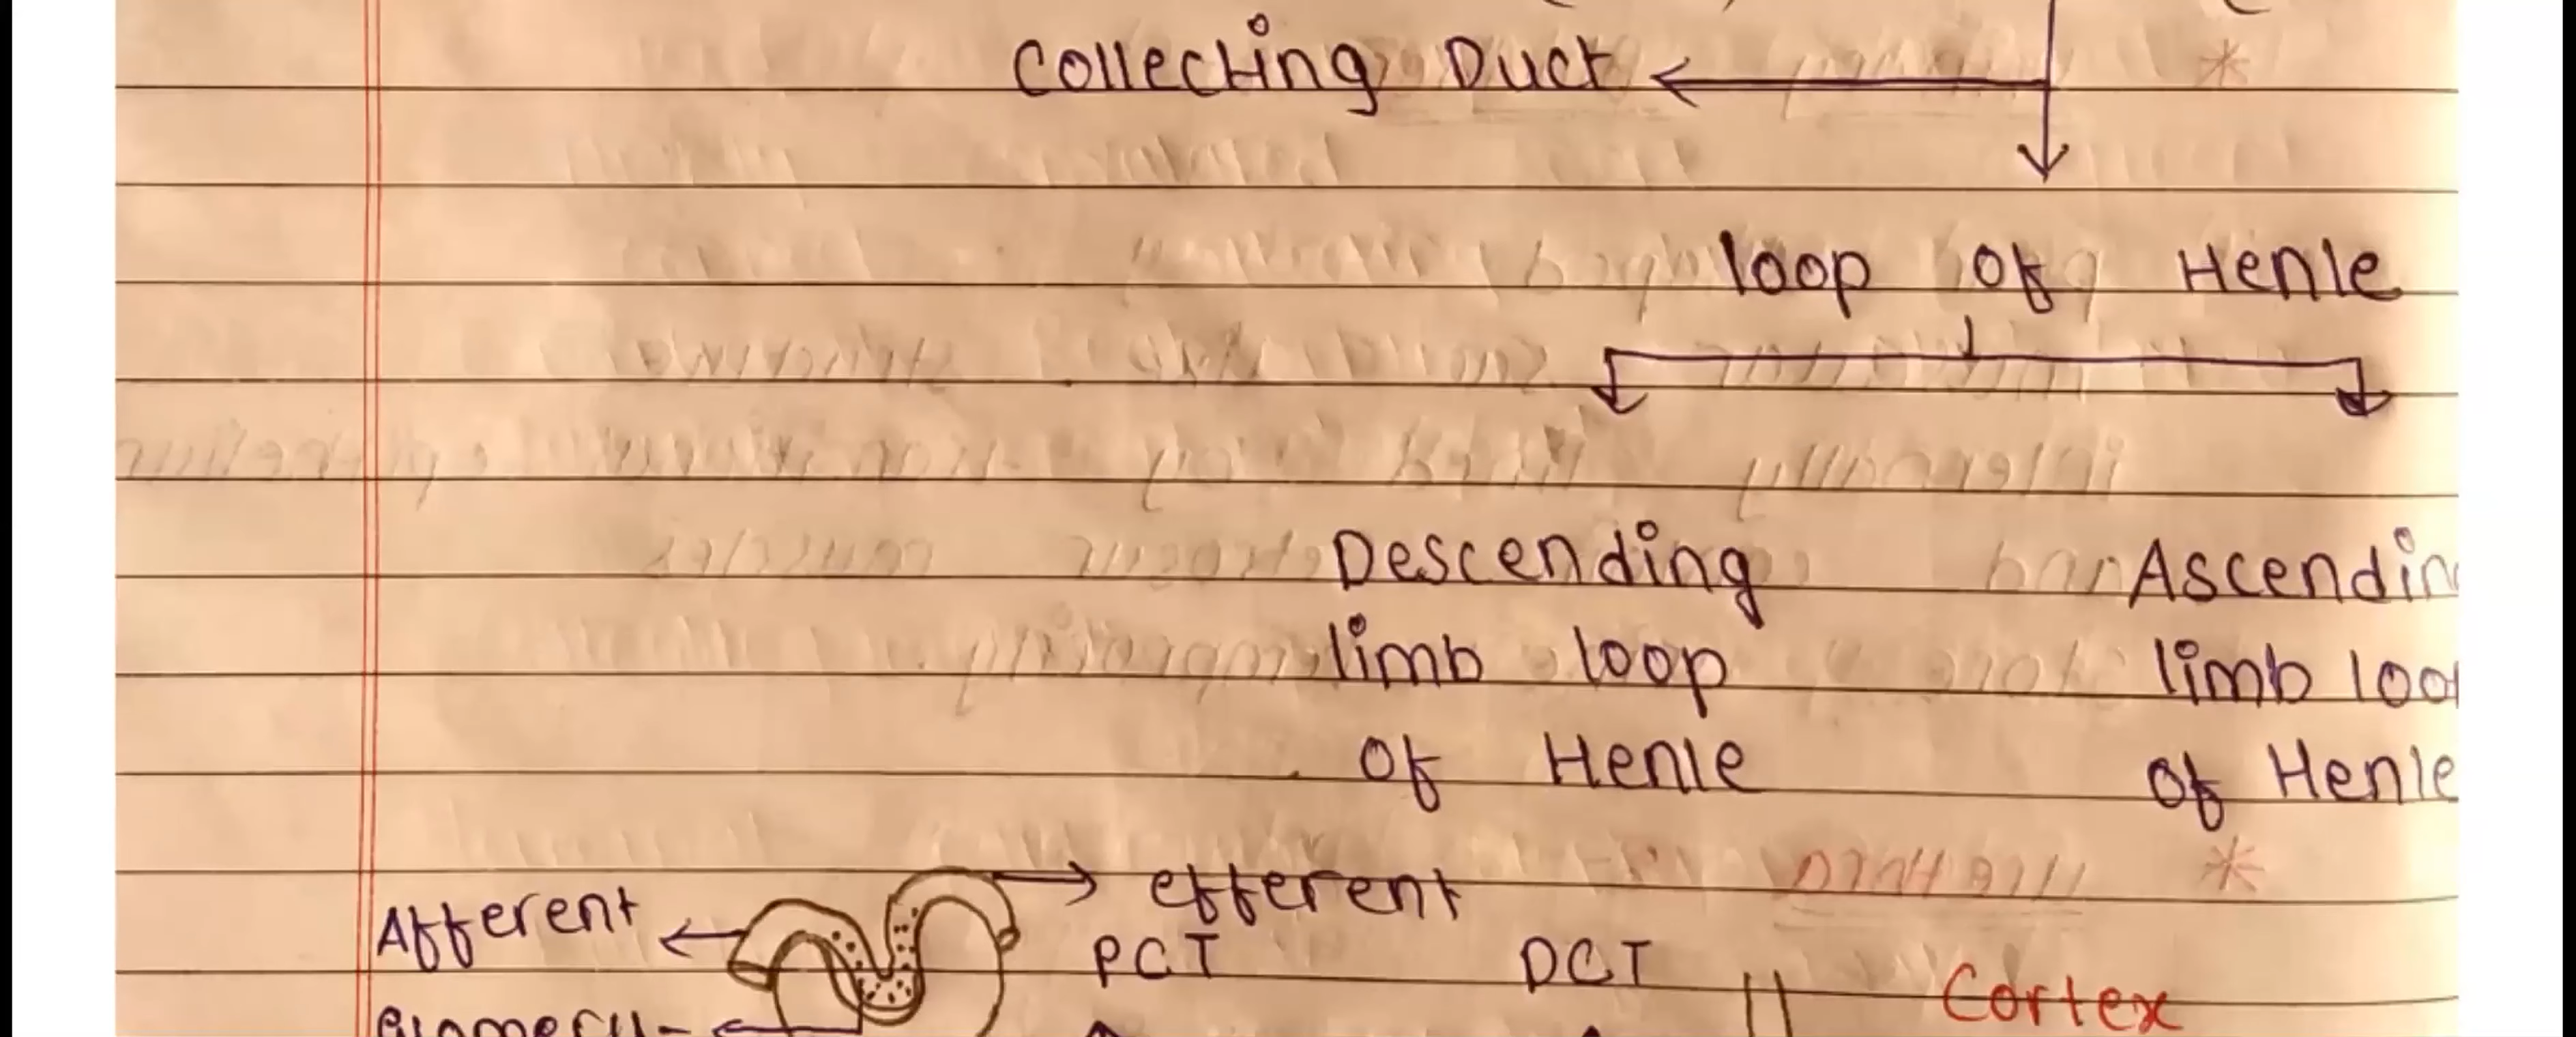 Collecting Duct
loop of Henle
Descending Ascendin
limb loop limb loo
of Henle of Henle
Afferent efferent
PCT DCT Cortex
Glomeru-